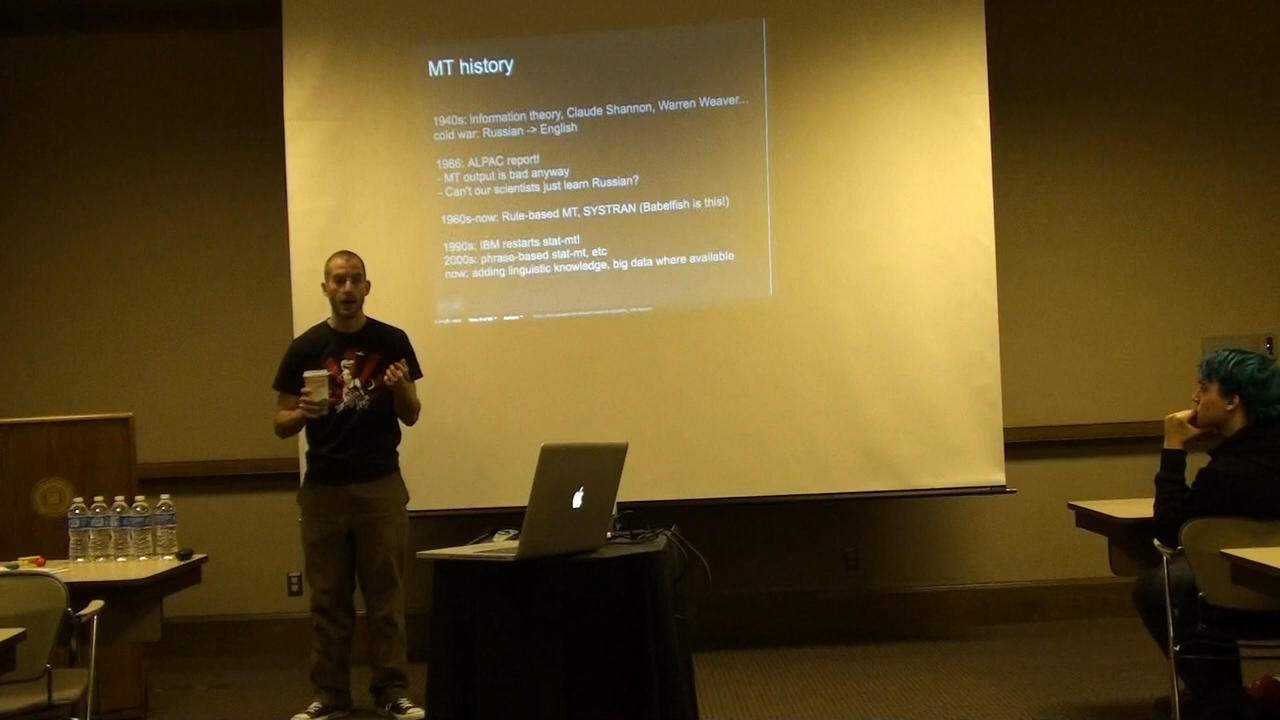 MT history
1940s: information theory, Claude Shannon, Warren Weaver...
cold war: Russian -> English
1966: ALPAC report!
- MT output is bad anyway
- Can't our scientists just learn Russian?
1960s-now: Rule-based MT, SYSTRAN (Babelfish is this!)
1990s: IBM restarts stat-mt!
2000s: phrase-based stat-mt, etc
now: adding linguistic knowledge, big data where available